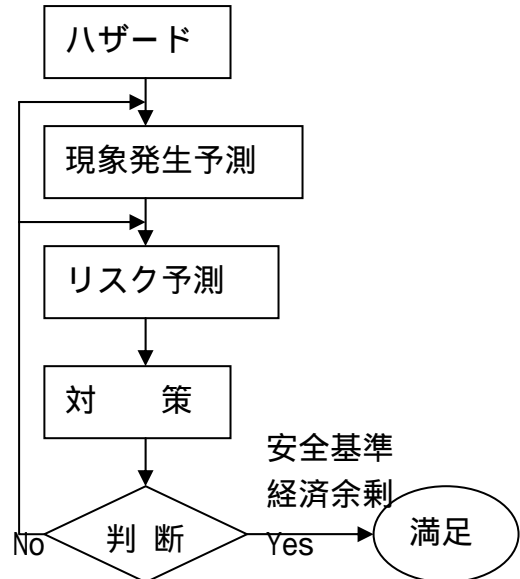 ハザード
現象発生予測
リスク予測
対　　策
安全基準
経済余剰
No
判 断
Yes
満足